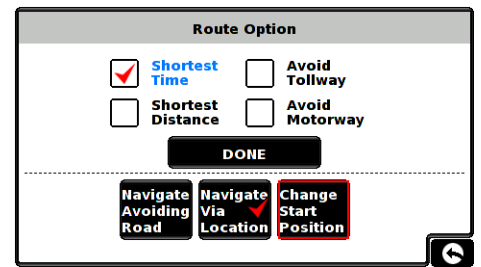 Route Option
Shortest Time
Avoid Tollway
Shortest Distance
Avoid Motorway
DONE
Navigate Avoiding Road
Navigate Via Location
Change Start Position